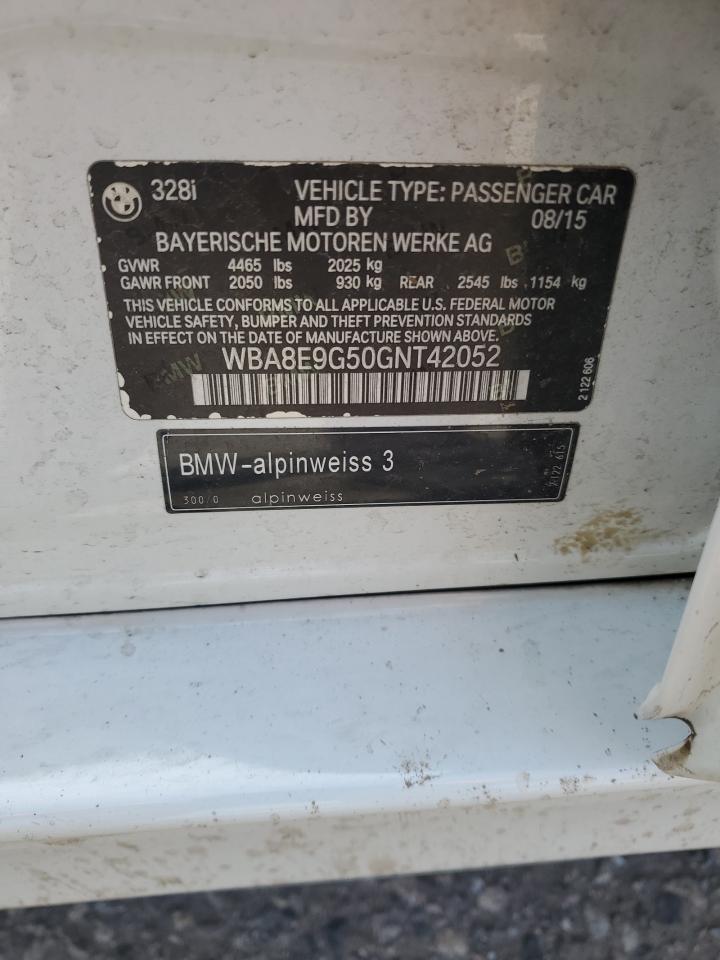 328i VEHICLE TYPE: PASSENGER CAR
MFD BY 08/15
BAYERISCHE MOTOREN WERKE AG
GVWR 4465 lbs 2025 kg
GAWR FRONT 2050 lbs 930 kg REAR 2545 lbs 1154 kg
THIS VEHICLE CONFORMS TO ALL APPLICABLE U.S. FEDERAL MOTOR
VEHICLE SAFETY, BUMPER AND THEFT PREVENTION STANDARDS
IN EFFECT ON THE DATE OF MANUFACTURE SHOWN ABOVE.
WBA8E9G50GNT42052
2 122 606
BMW-alpinweiss 3
300/0 alpinweiss